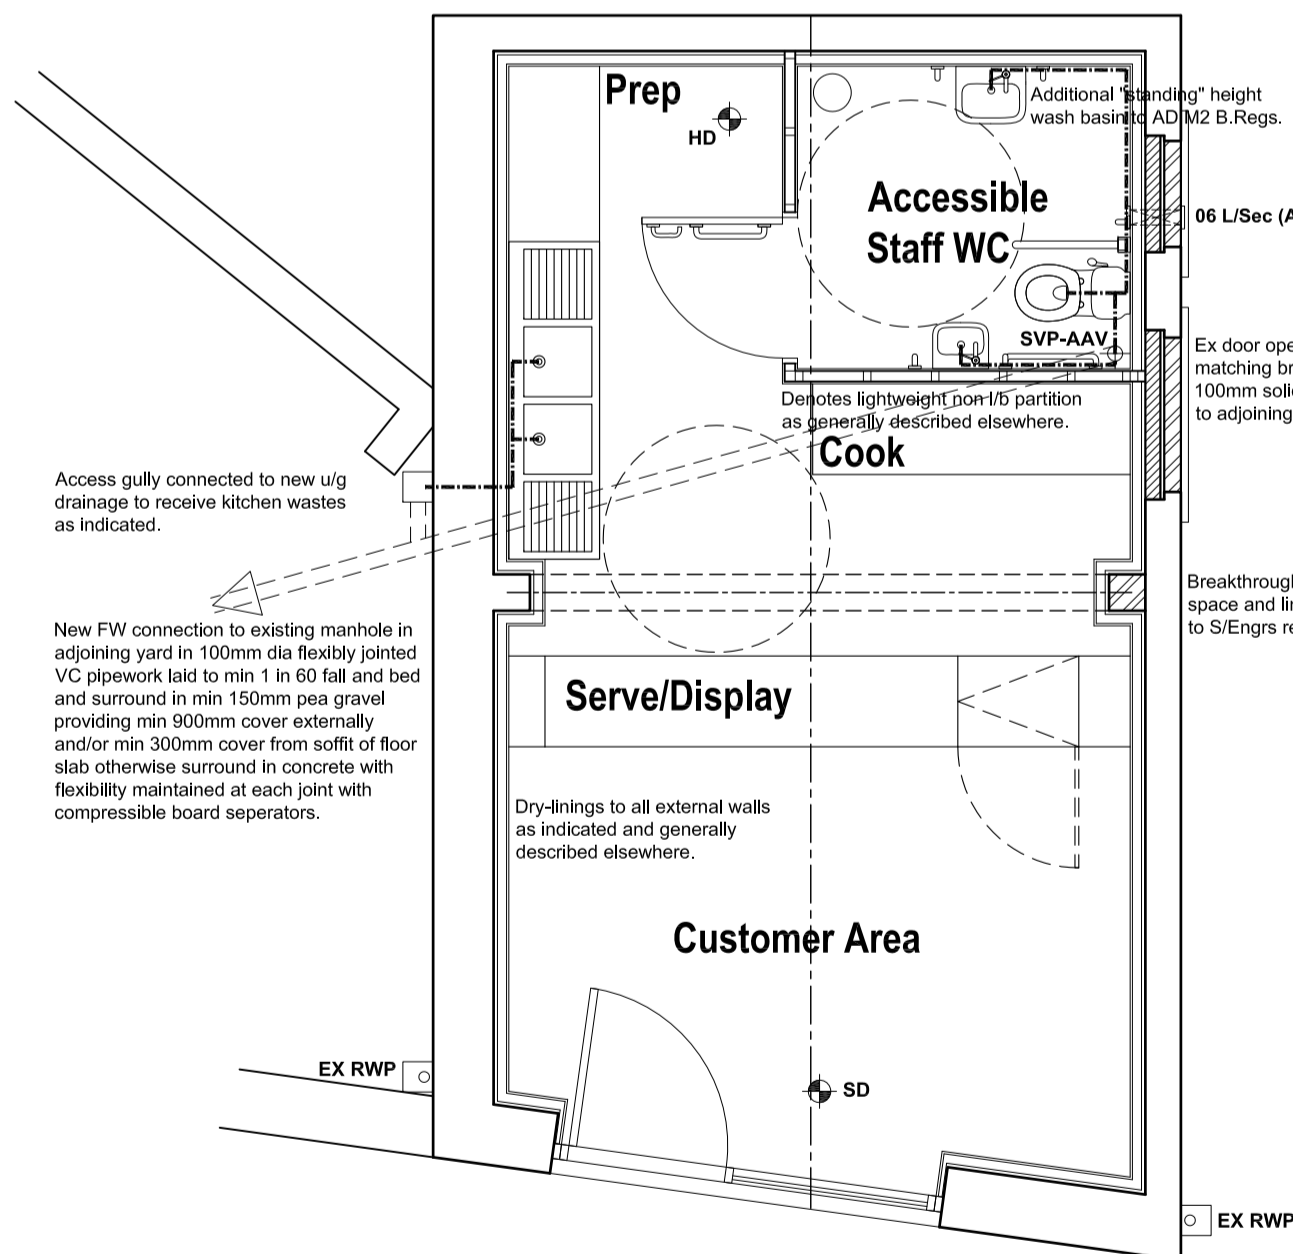 Prep
HD
Additional "standing" height
wash basin to AD M2 B.Regs.
Accessible
Staff WC
06 L/Sec (A
SVP-AAV
Ex door ope
matching br
100mm soli
to adjoining
Denotes lightweight non l/b partition
as generally described elsewhere.
Cook
Access gully connected to new u/g
drainage to receive kitchen wastes
as indicated.
Breakthrough
space and li
to S/Engrs re
New FW connection to existing manhole in
adjoining yard in 100mm dia flexibly jointed
VC pipework laid to min 1 in 60 fall and bed
and surround in min 150mm pea gravel
providing min 900mm cover externally
and/or min 300mm cover from soffit of floor
slab otherwise surround in concrete with
flexibility maintained at each joint with
compressible board seperators.
Serve/Display
Dry-linings to all external walls
as indicated and generally
described elsewhere.
Customer Area
EX RWP
SD
EX RWP